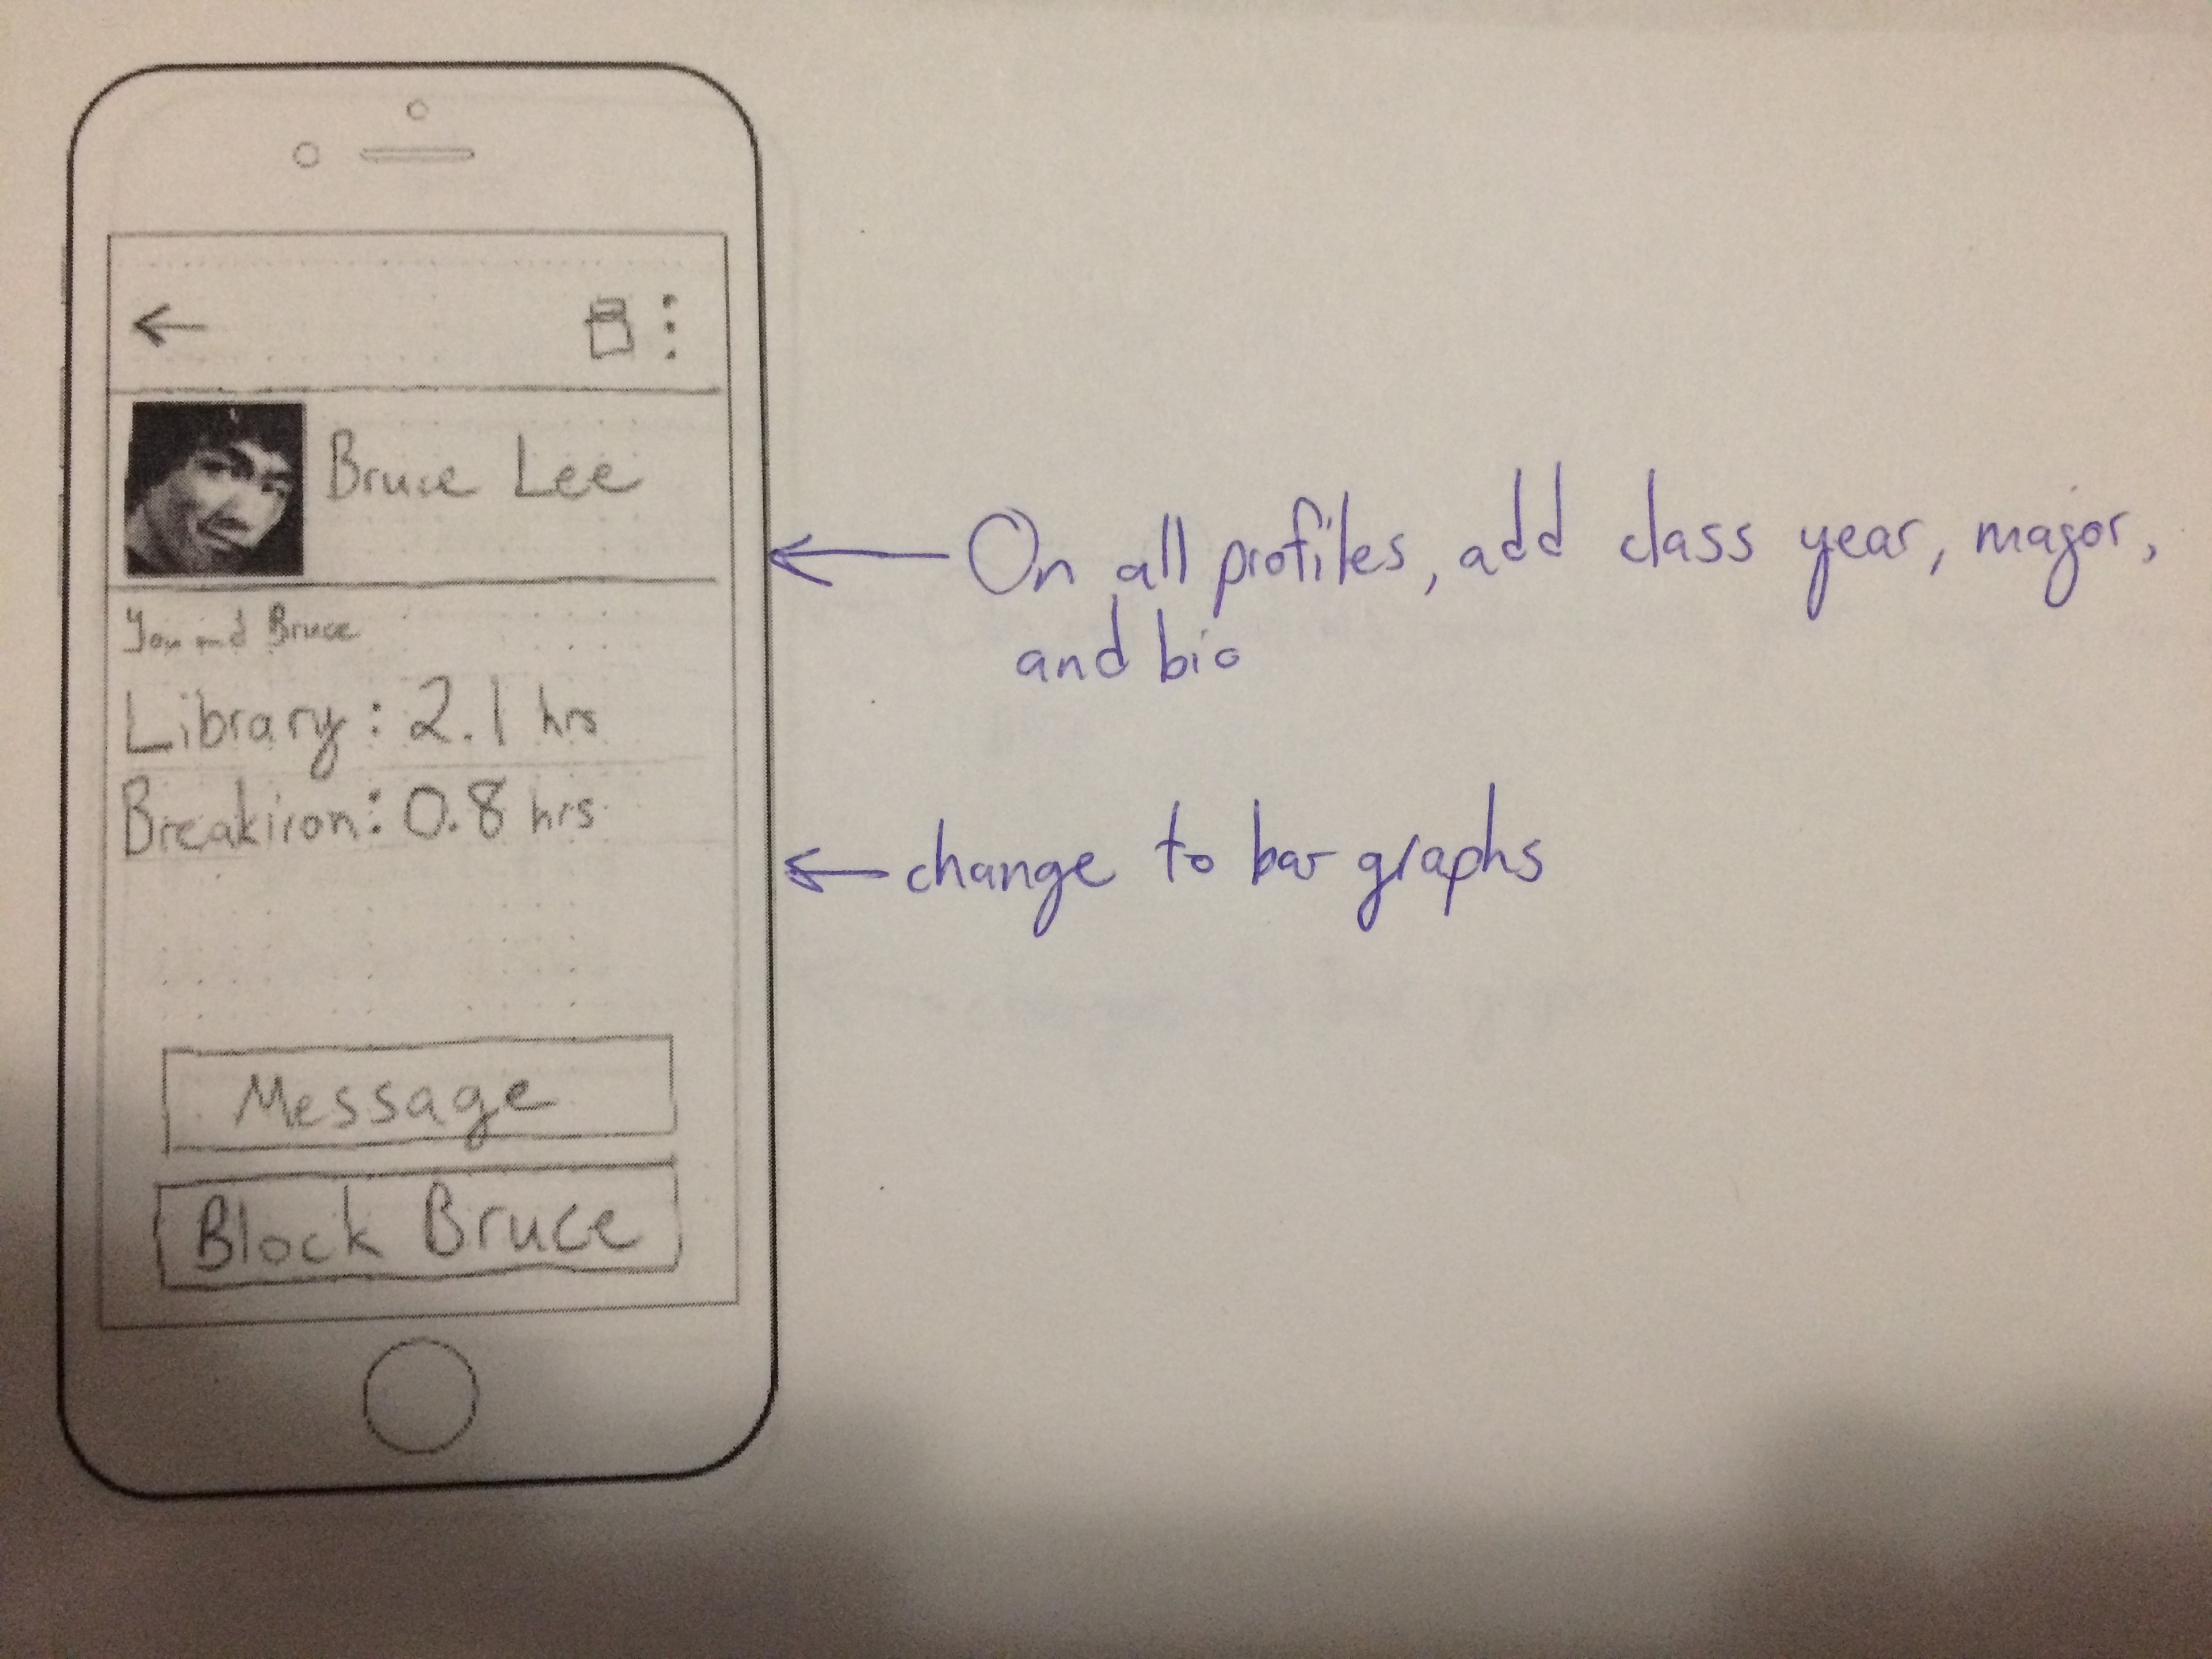 Bruce Lee
You and Bruce
Library: 2.1 hrs
Breakiron: 0.8 hrs
Message
Block Bruce
On all profiles, add class year, major,
and bio
change to bar graphs